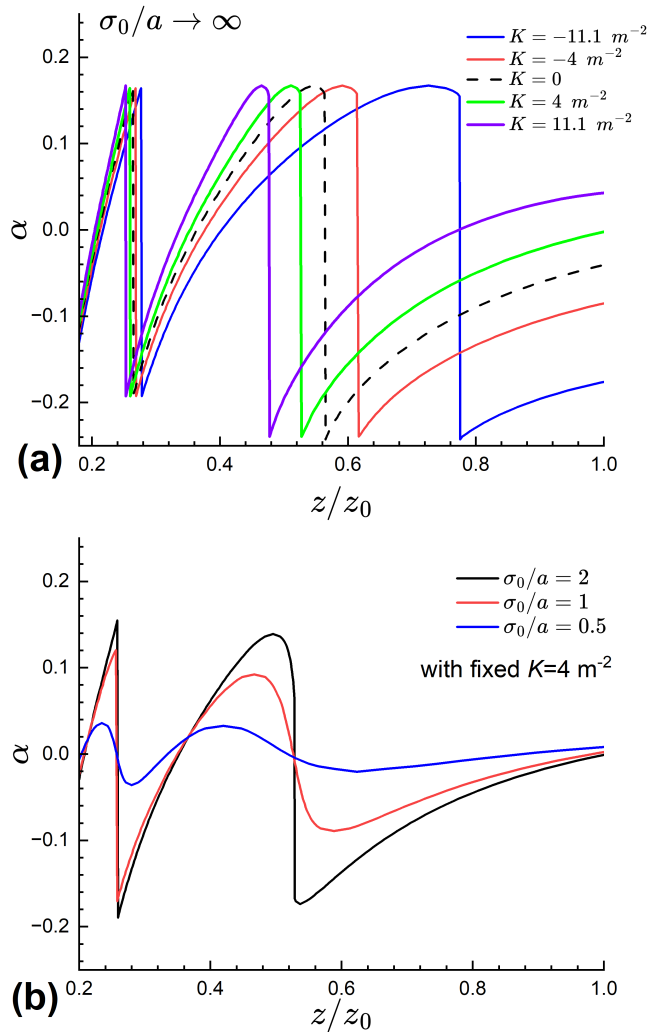 σ₀/a → ∞
K = −11.1 m⁻²
K = −4 m⁻²
K = 0
K = 4 m⁻²
K = 11.1 m⁻²
0.2
0.1
0.0
−0.1
−0.2
α
(a)
0.2 0.4 0.6 0.8 1.0
z/z₀
σ₀/a = 2
σ₀/a = 1
σ₀/a = 0.5
with fixed K=4 m⁻²
0.2
0.1
0.0
−0.1
−0.2
α
(b)
0.2 0.4 0.6 0.8 1.0
z/z₀